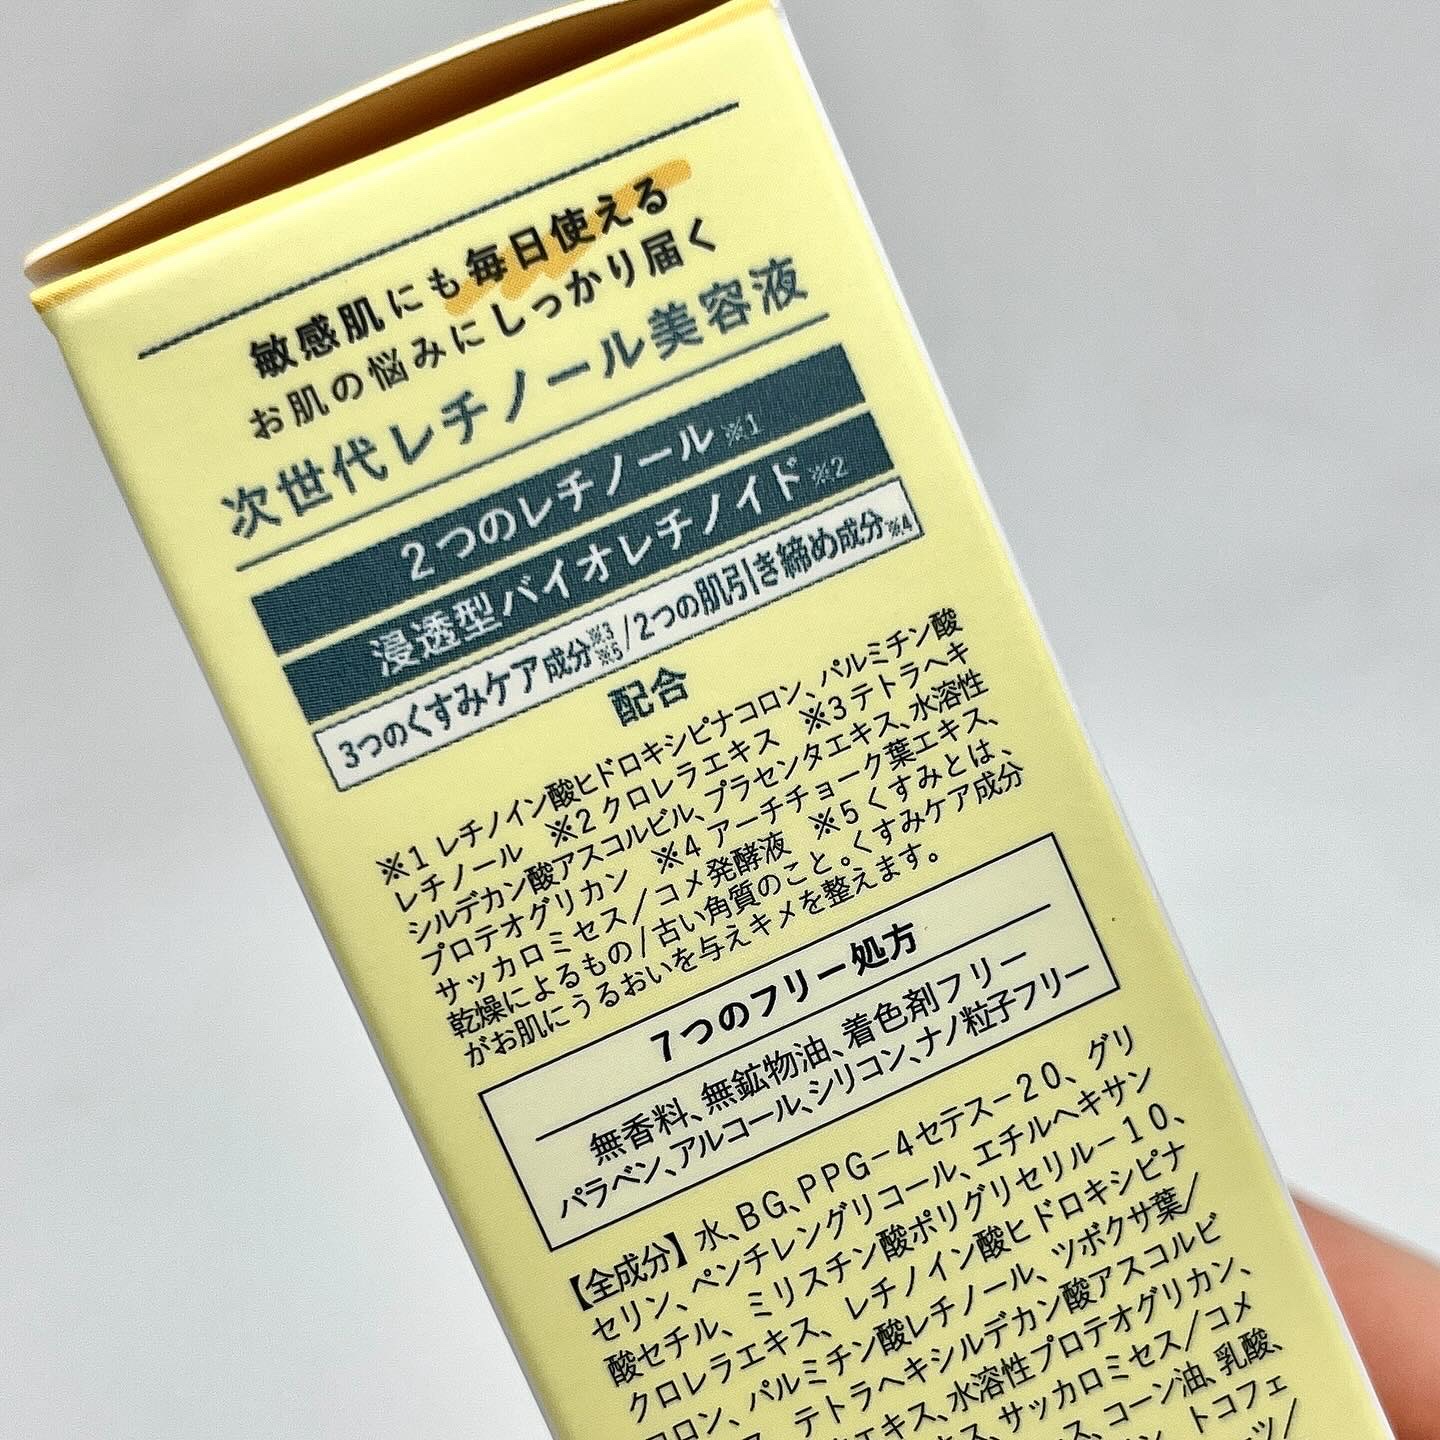 敏感肌にも毎日使える
お肌の悩みにしっかり届く
次世代レチノール美容液
2つのレチノール※1
浸透型バイオレチノイド※2
3つのくすみケア成分※3※5/2つの肌引き締め成分※4
配合
※1 レチノイン酸ヒドロキシピナコロン、パルミチン酸
レチノール ※2 クロレラエキス ※3 テトラヘキ
シルデカン酸アスコルビル、プラセンタエキス、水溶性
プロテオグリカン ※4 アーチチョーク葉エキス、
サッカロミセス/コメ発酵液 ※5 くすみとは、
乾燥によるもの/古い角質のこと。くすみケア成分
がお肌にうるおいを与えキメを整えます。
7つのフリー処方
無香料、無鉱物油、着色剤フリー
パラベン、アルコール、シリコン、ナノ粒子フリー
【全成分】水、BG、PPG-4セテス-20、グリ
セリン、ペンチレングリコール、エチルヘキサン
酸セチル、ミリスチン酸ポリグリセリル-10、
クロレラエキス、レチノイン酸ヒドロキシピナ
コロン、パルミチン酸レチノール、ツボクサ葉/
テトラヘキシルデカン酸アスコルビ
エキス、水溶性プロテオグリカン、
サッカロミセス/コメ
コーン油、乳酸、
トコフェ